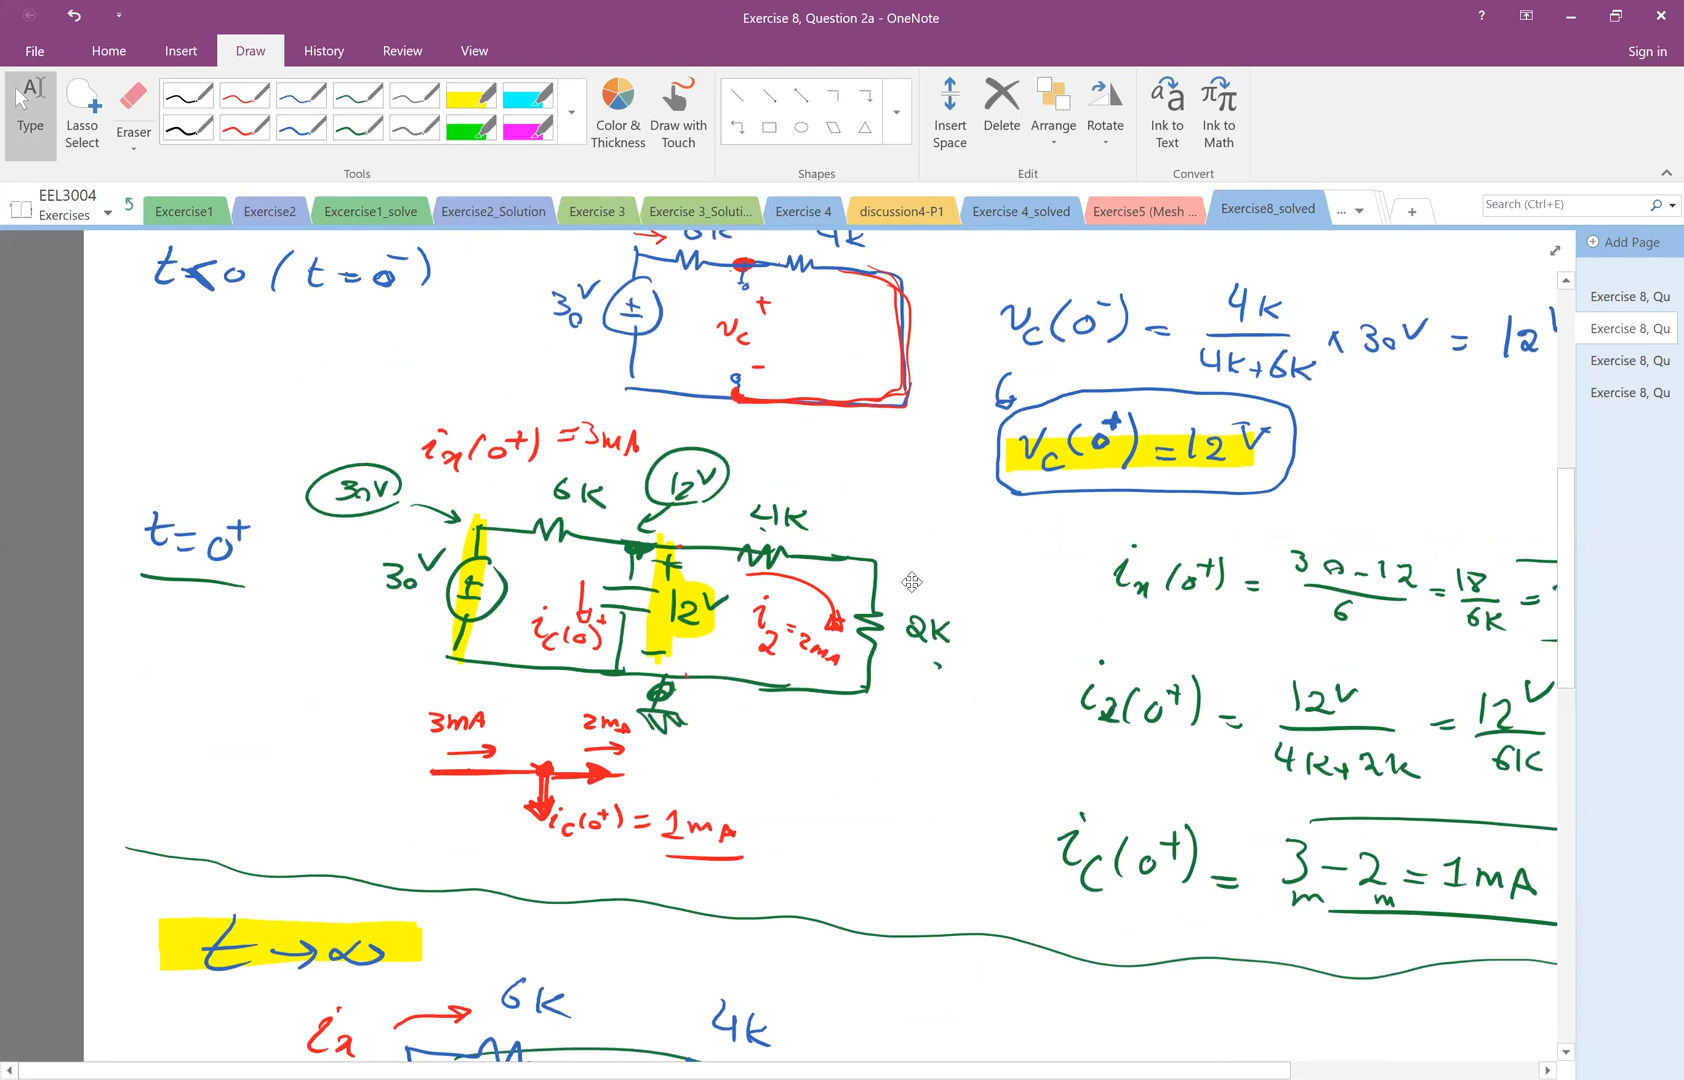 Exercise 8, Question 2a - OneNote
?
File Home Insert Draw History Review View Sign in
Type Lasso Select Eraser Color & Thickness Draw with Touch Insert Space Delete Arrange Rotate Ink to Text Ink to Math
Tools Shapes Edit Convert
EEL3004 Exercises Excercise1 Exercise2 Excercise1_solve Exercise2_Solution Exercise 3 Exercise 3_Soluti... Exercise 4 discussion4-P1 Exercise 4_solved Exercise5 (Mesh ... Exercise8_solved ... Search (Ctrl+E)
Add Page
Exercise 8, Qu
Exercise 8, Qu
Exercise 8, Qu
Exercise 8, Qu
6K 4K
t<0 ( t = 0⁻ )
30V
+
Vc
-
Vc(0⁻) = 4K / 4K+6K × 30V = 12V
Vc(0⁺) = 12V
ix(0⁺) = 3mA
30V 6K 12V 4K
t = 0⁺
30V
ic(0)⁺
+
12V
-
i2 = 2mA
2K
ix(0⁺) = 30-12 / 6 = 18 / 6K =
i2(0⁺) = 12V / 4K+2K = 12V / 6K
3mA 2mA
ic(0⁺) = 1mA
ic(0⁺) = 3m - 2m = 1mA
t → ∞
ix 6K 4K